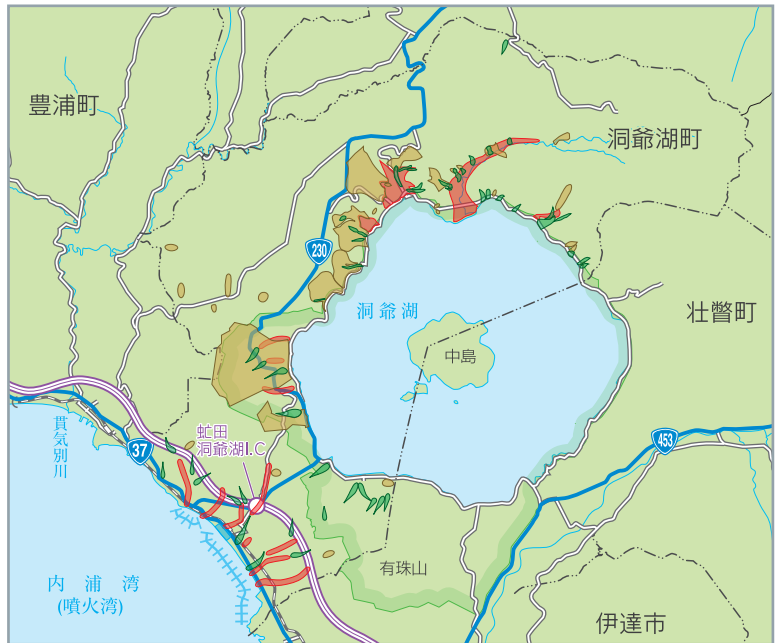 豊浦町
洞爺湖町
230
洞爺湖
壮瞥町
中島
貫気別川
虻田
洞爺湖I.C
37
453
有珠山
内浦湾
(噴火湾)
伊達市